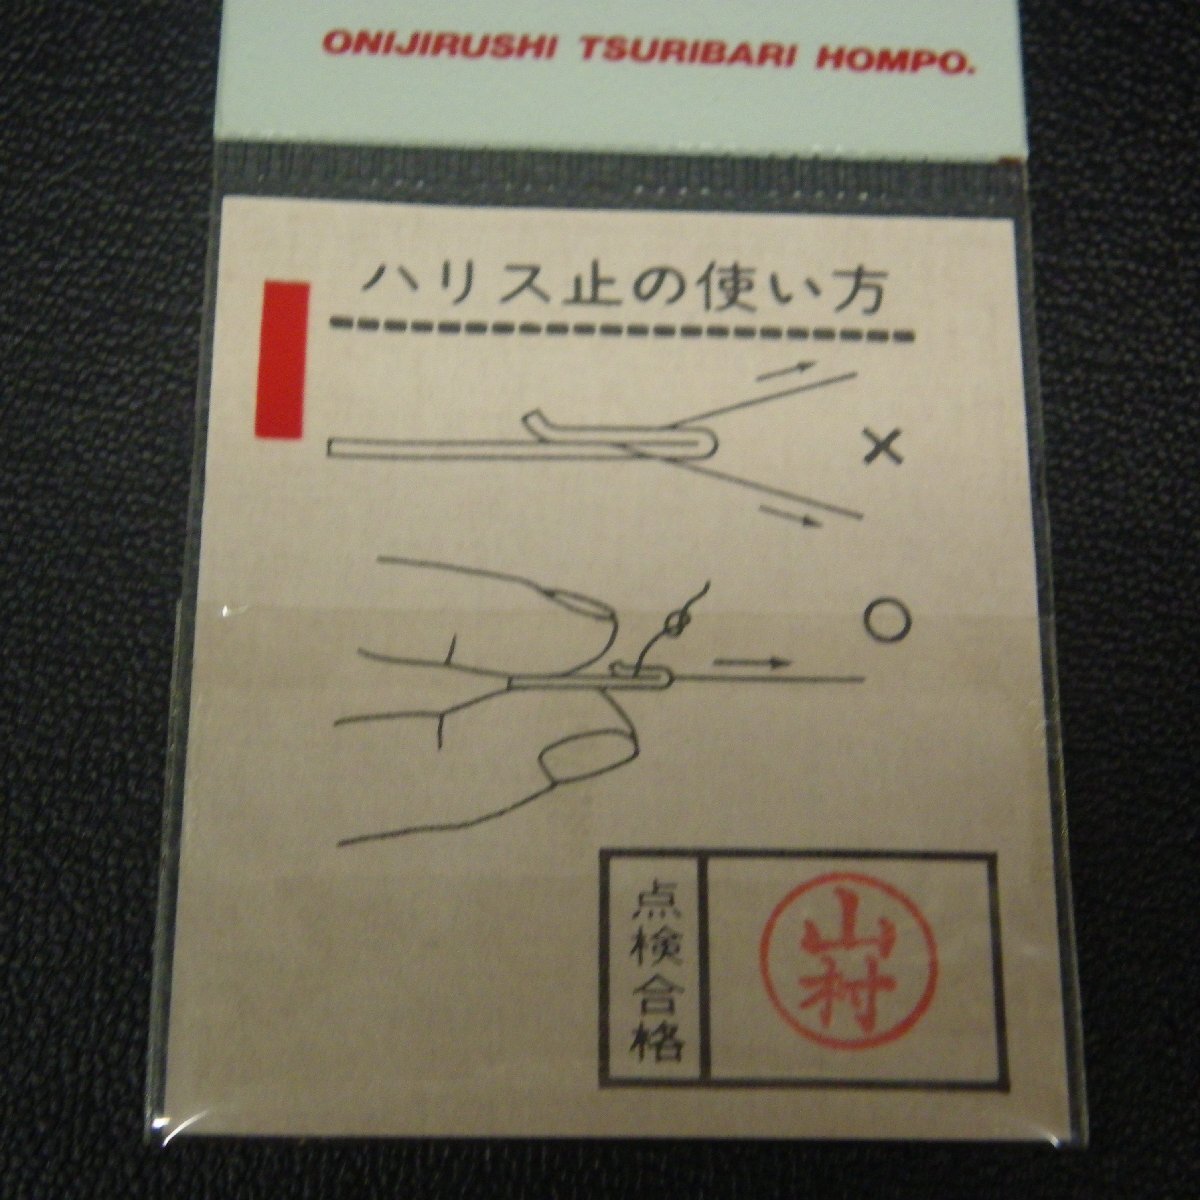 ONIJIRUSHI TSURIBARI HOMPO.
ハリス止の使い方
×
○
点検合格
山村